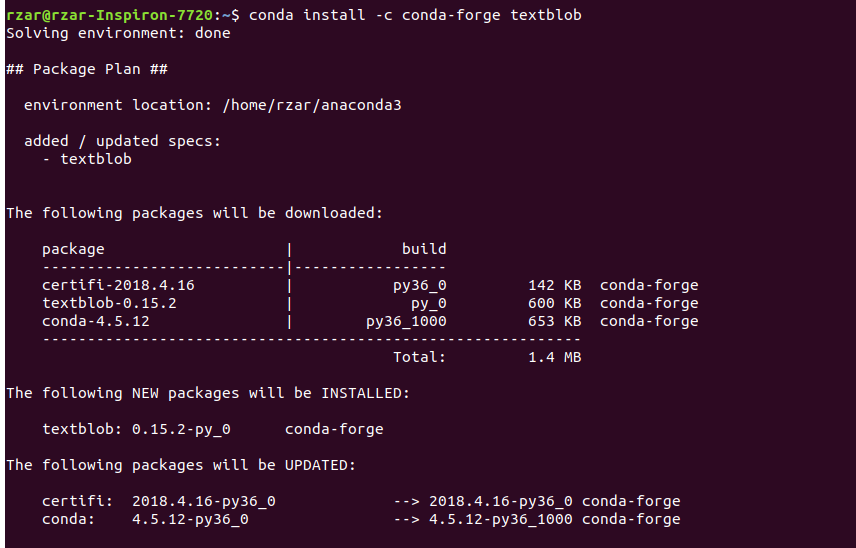 rzar@rzar-Inspiron-7720:~$ conda install -c conda-forge textblob
Solving environment: done
## Package Plan ##
  environment location: /home/rzar/anaconda3
  added / updated specs:
    - textblob
The following packages will be downloaded:
    package                    |            build
    ---------------------------|-----------------
    certifi-2018.4.16          |           py36_0         142 KB  conda-forge
    textblob-0.15.2            |             py_0         600 KB  conda-forge
    conda-4.5.12               |        py36_1000         653 KB  conda-forge
    ------------------------------------------------------------
                                           Total:         1.4 MB
The following NEW packages will be INSTALLED:
    textblob: 0.15.2-py_0      conda-forge
The following packages will be UPDATED:
    certifi:  2018.4.16-py36_0             --> 2018.4.16-py36_0 conda-forge
    conda:    4.5.12-py36_0                --> 4.5.12-py36_1000 conda-forge